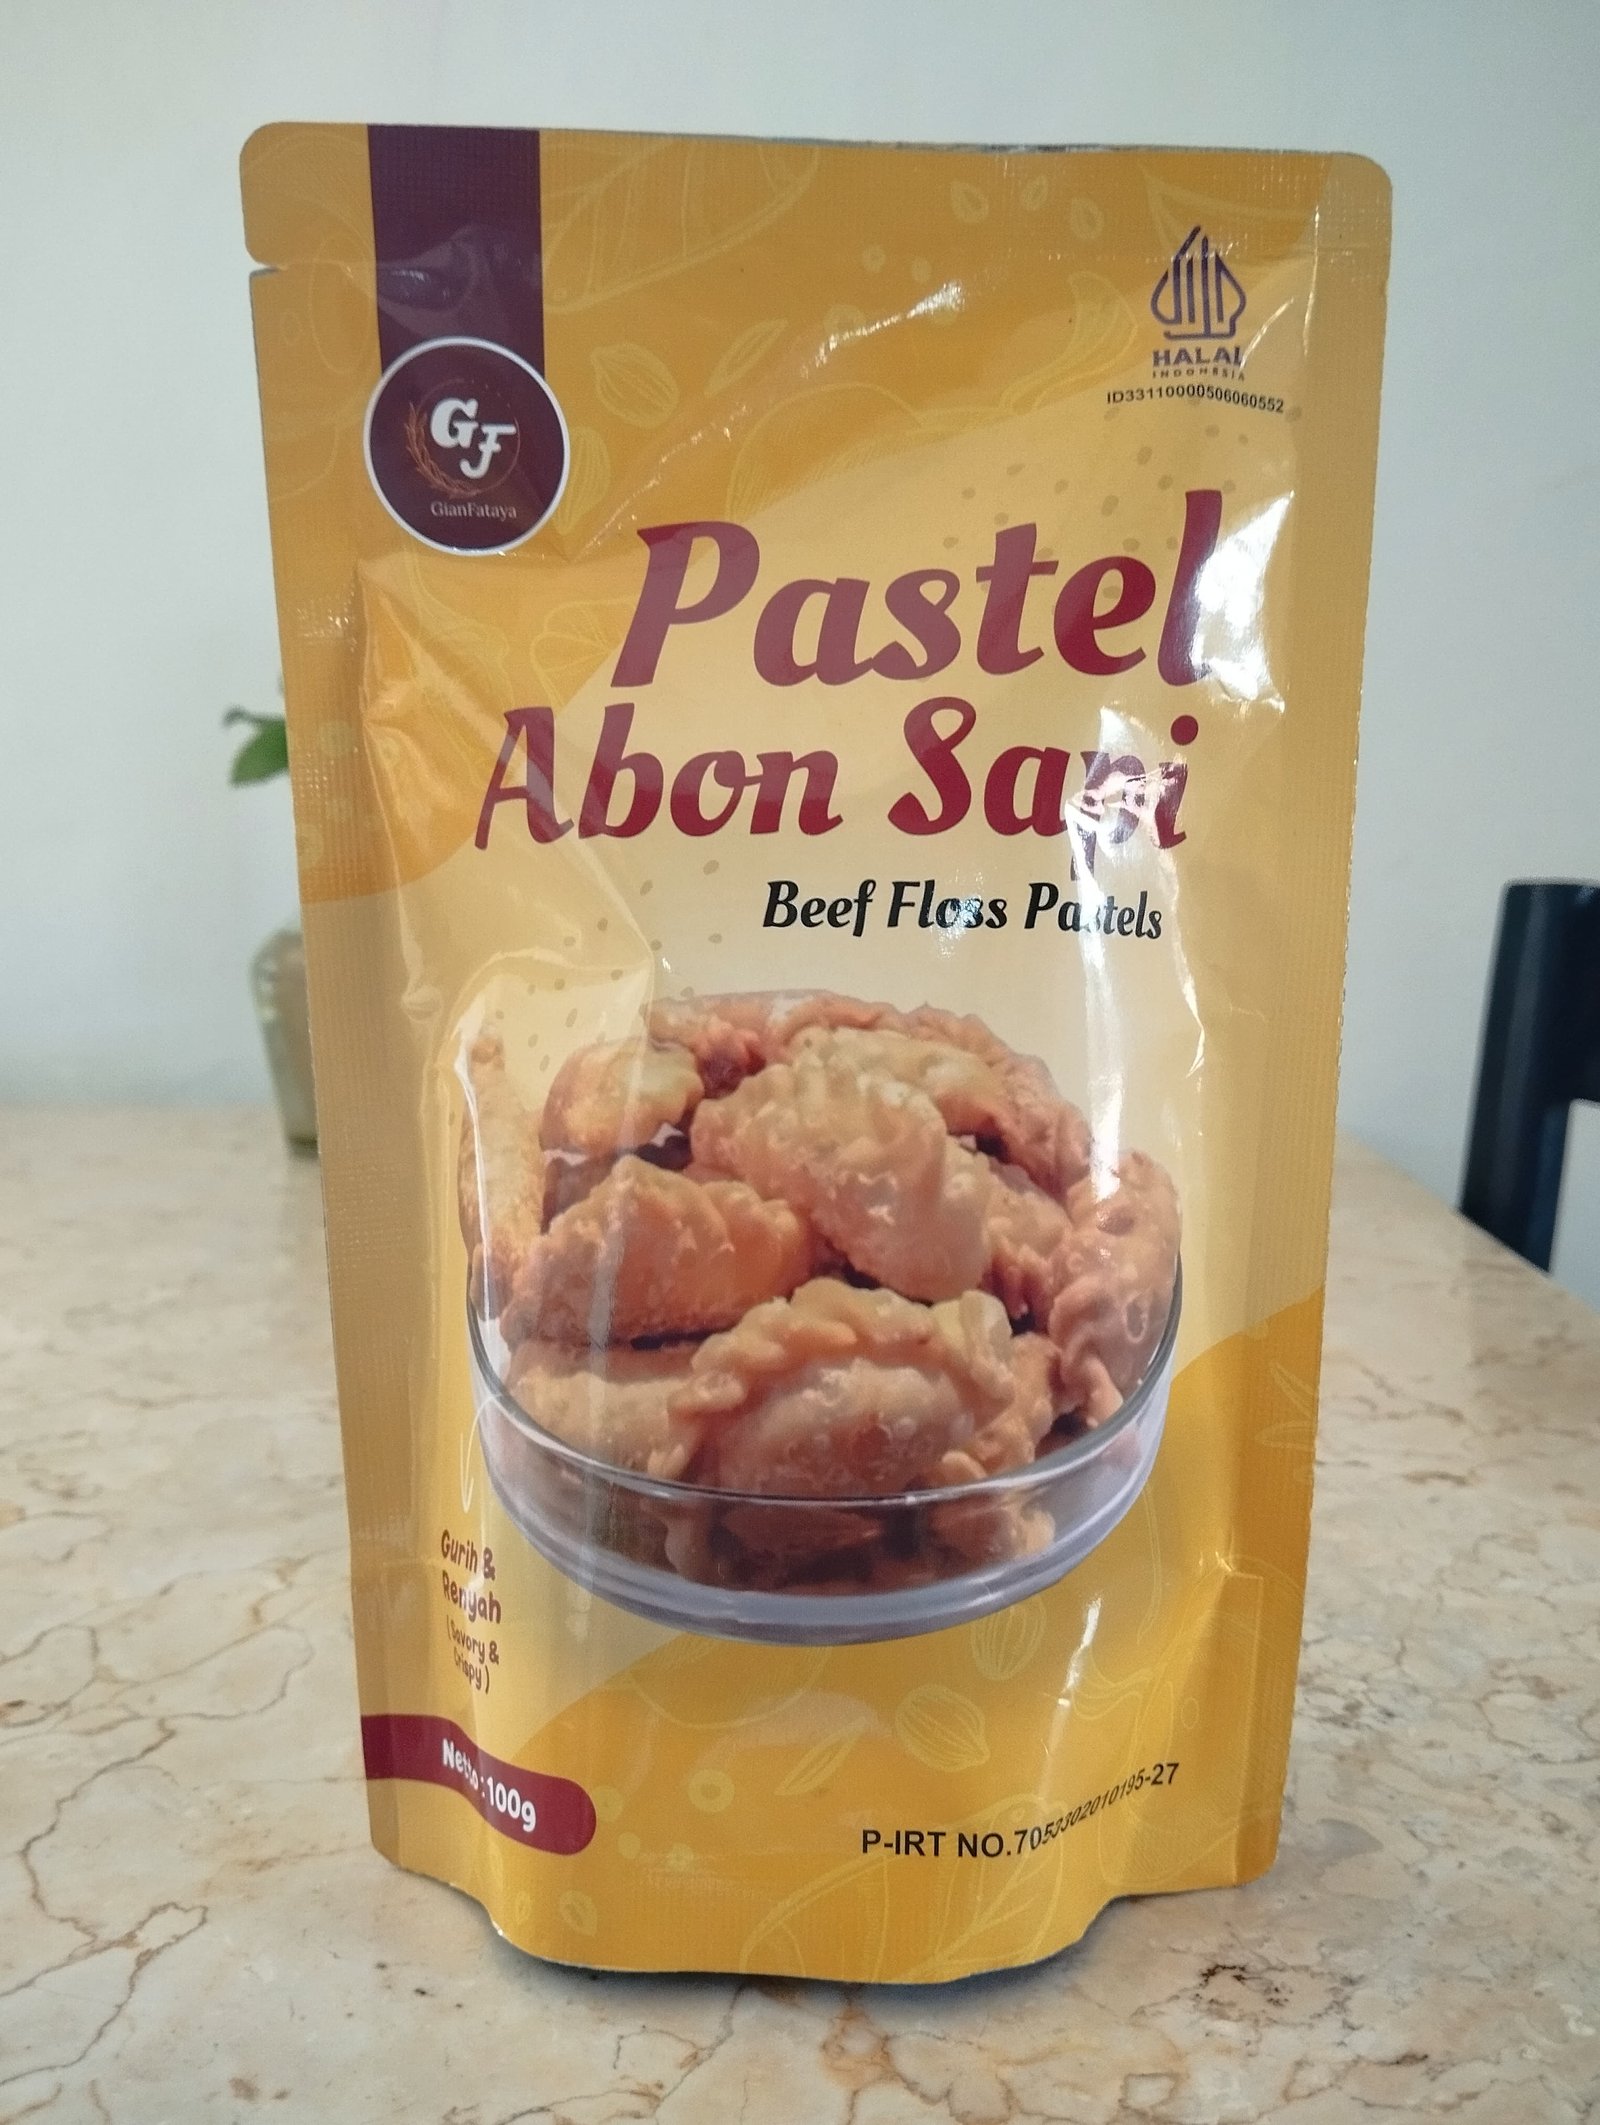 GF
GianFataya
HALAL
INDONESIA
ID33110000506060552
Pastel
Abon Sapi
Beef Floss Pastels
Gurih &
Renyah
(Savory &
Crispy)
Netto : 100g
P-IRT NO.7053302010195-27